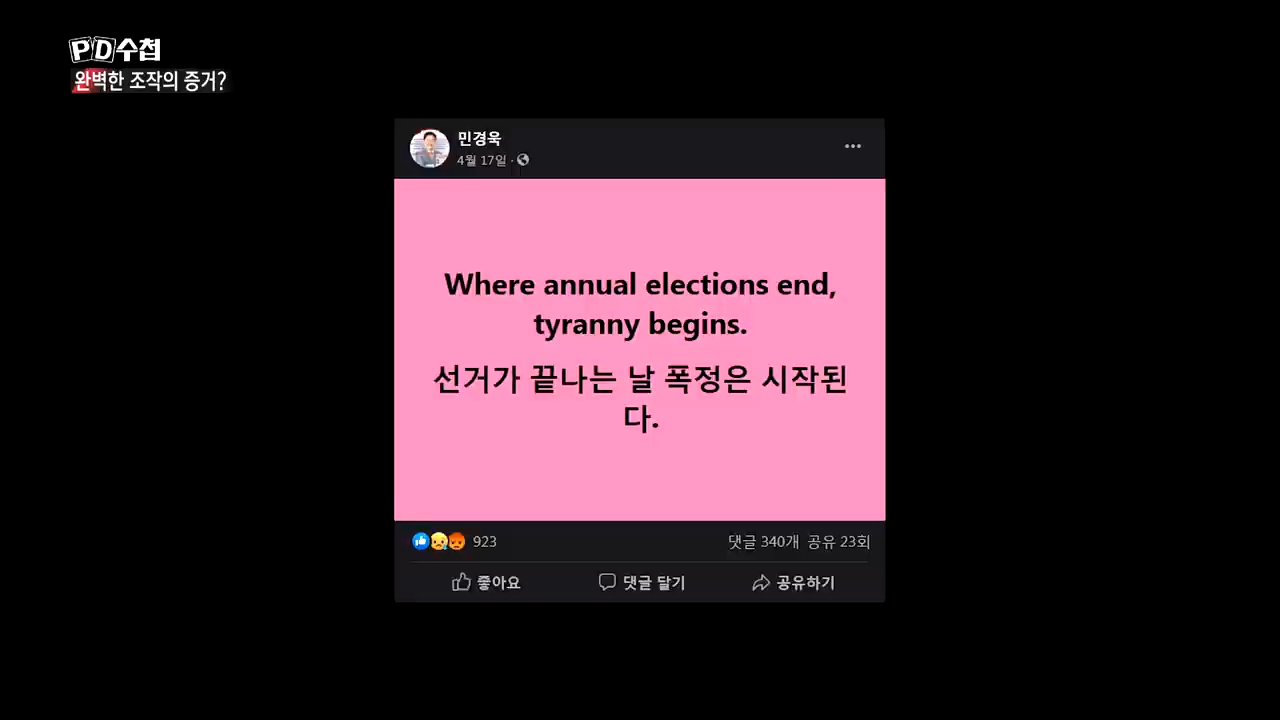 PD수첩
완벽한 조작의 증거?
민경욱
4월 17일 ·
Where annual elections end,
tyranny begins.
선거가 끝나는 날 폭정은 시작된
다.
923 댓글 340개 공유 23회
좋아요 댓글 달기 공유하기